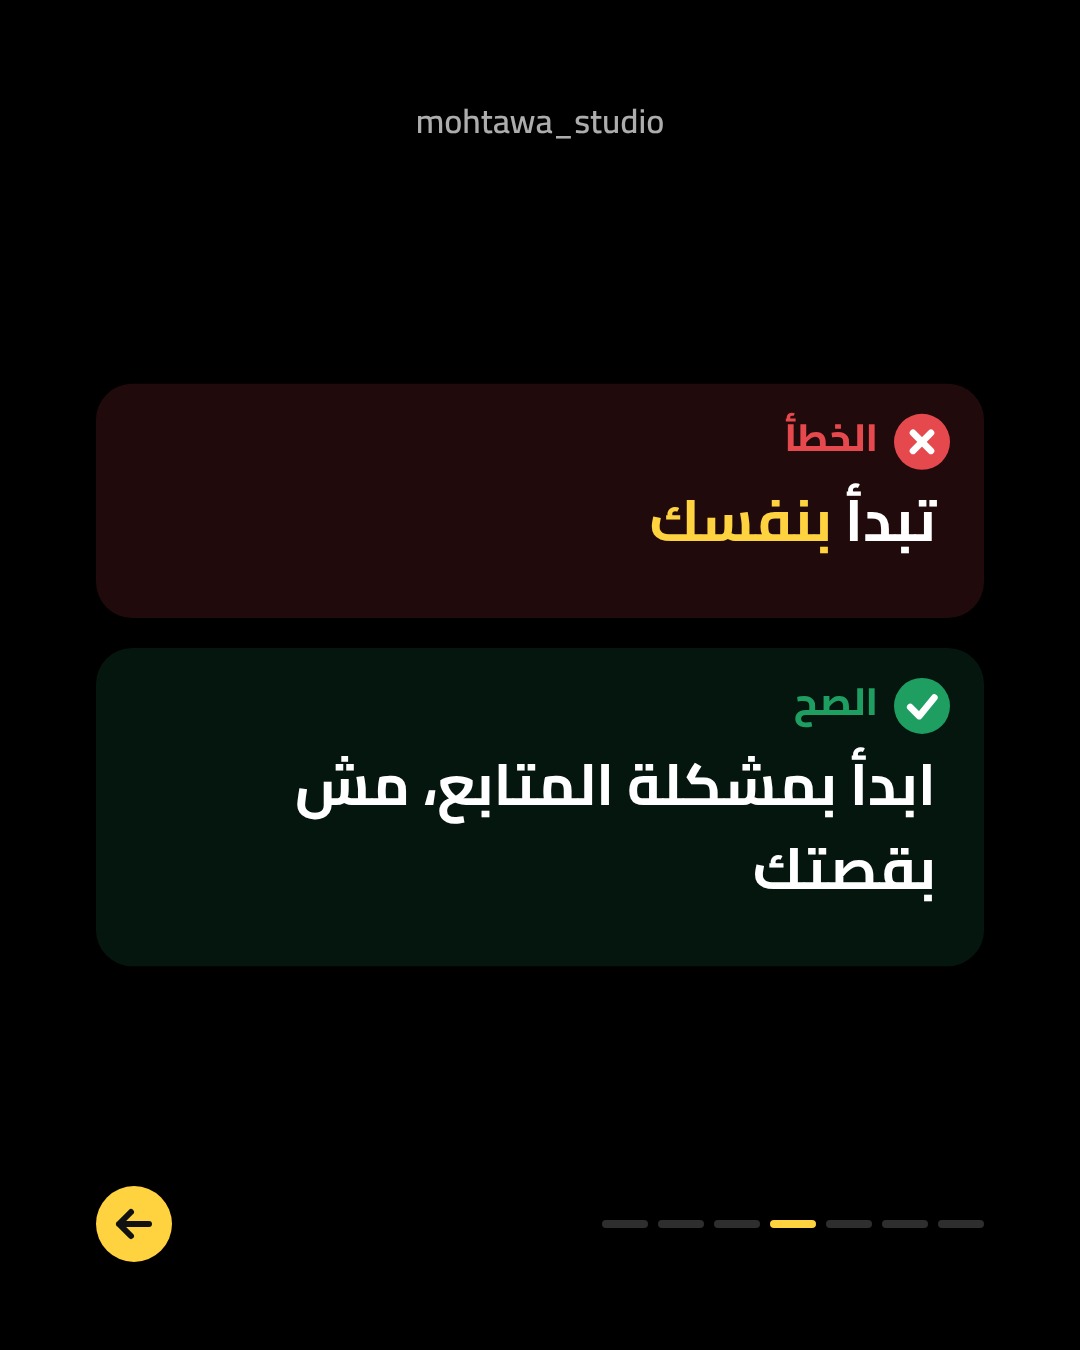 mohtawa_studio
الخطأ
تبدأ بنفسك
الصح
ابدأ بمشكلة المتابع، مش
بقصتك